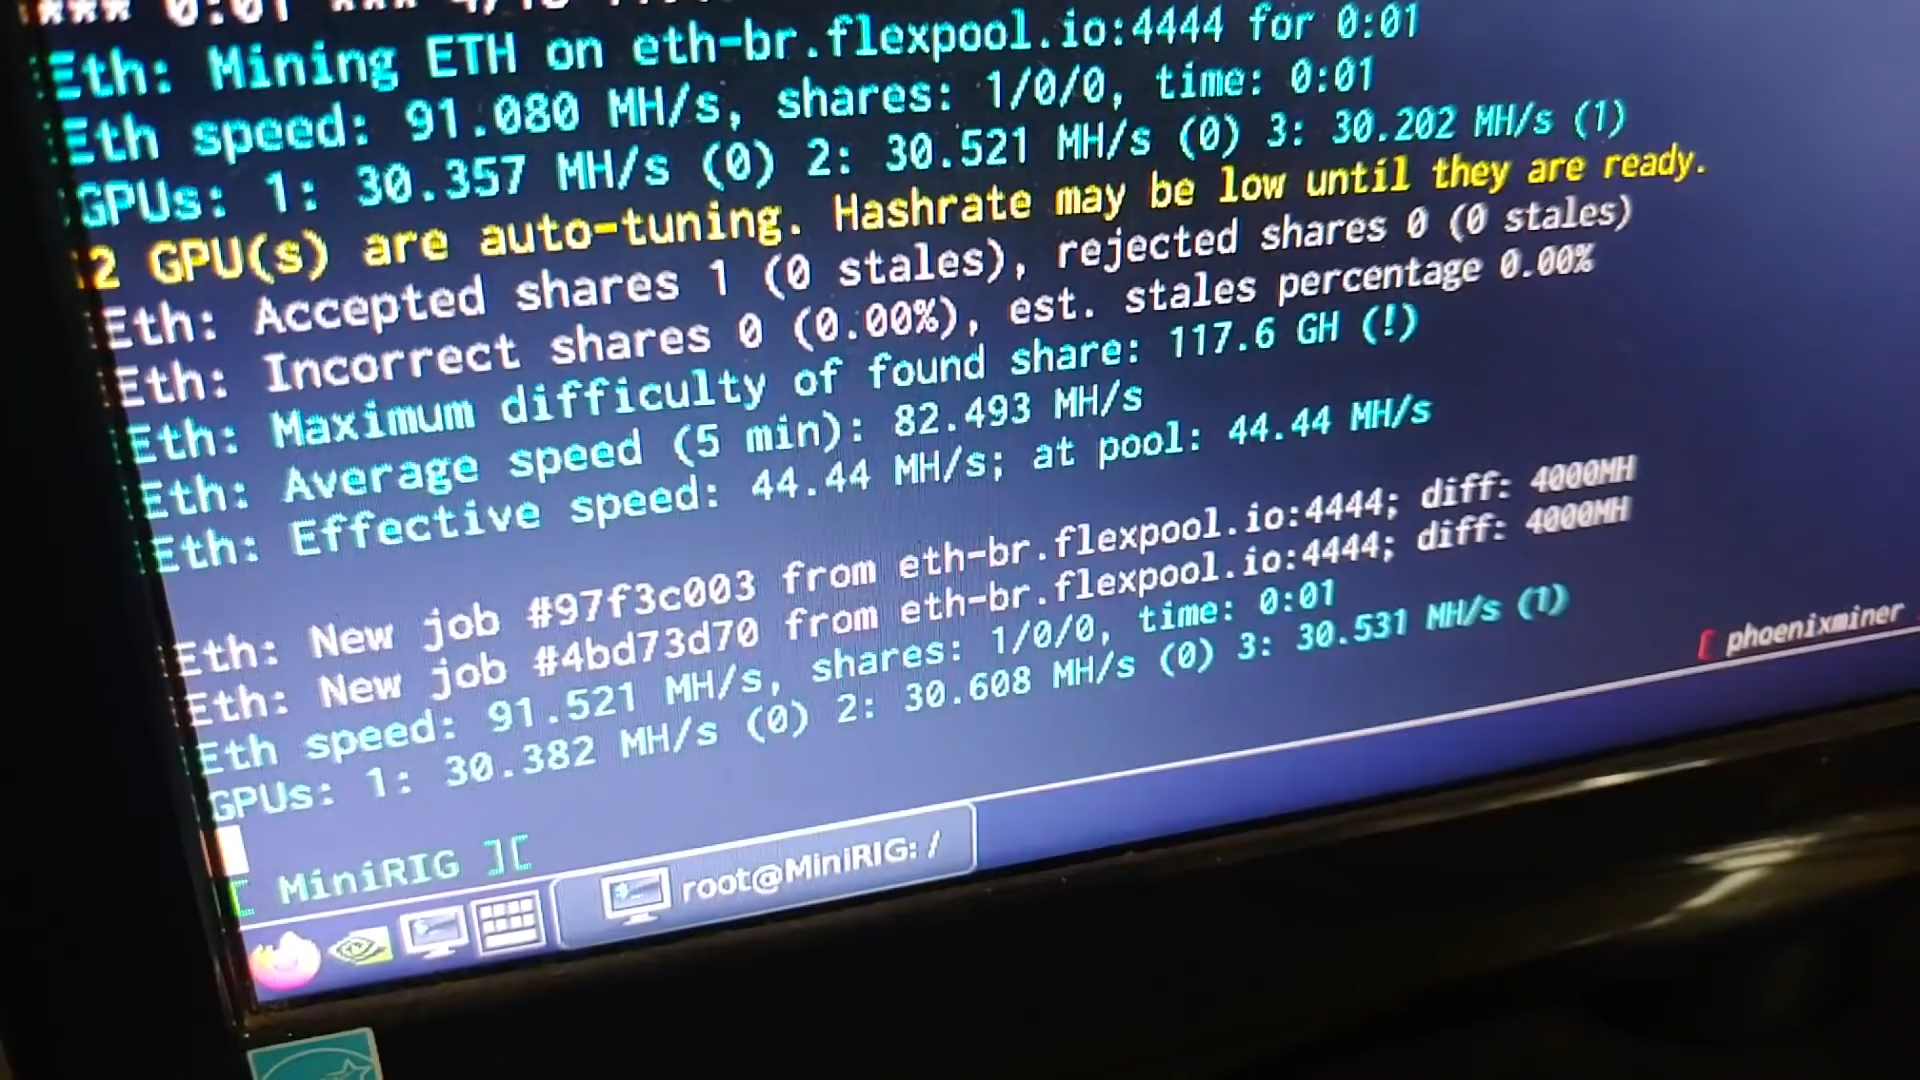 *** 0:01 ***
Eth: Mining ETH on eth-br.flexpool.io:4444 for 0:01
Eth speed: 91.080 MH/s, shares: 1/0/0, time: 0:01
GPUs: 1: 30.357 MH/s (0) 2: 30.521 MH/s (0) 3: 30.202 MH/s (1)
2 GPU(s) are auto-tuning. Hashrate may be low until they are ready.
Eth: Accepted shares 1 (0 stales), rejected shares 0 (0 stales)
Eth: Incorrect shares 0 (0.00%), est. stales percentage 0.00%
Eth: Maximum difficulty of found share: 117.6 GH (!)
Eth: Average speed (5 min): 82.493 MH/s
Eth: Effective speed: 44.44 MH/s; at pool: 44.44 MH/s
Eth: New job #97f3c003 from eth-br.flexpool.io:4444; diff: 4000MH
Eth: New job #4bd73d70 from eth-br.flexpool.io:4444; diff: 4000MH
Eth speed: 91.521 MH/s, shares: 1/0/0, time: 0:01
GPUs: 1: 30.382 MH/s (0) 2: 30.608 MH/s (0) 3: 30.531 MH/s (1)
[ MiniRIG ][ [ phoenixminer
root@MiniRIG: /